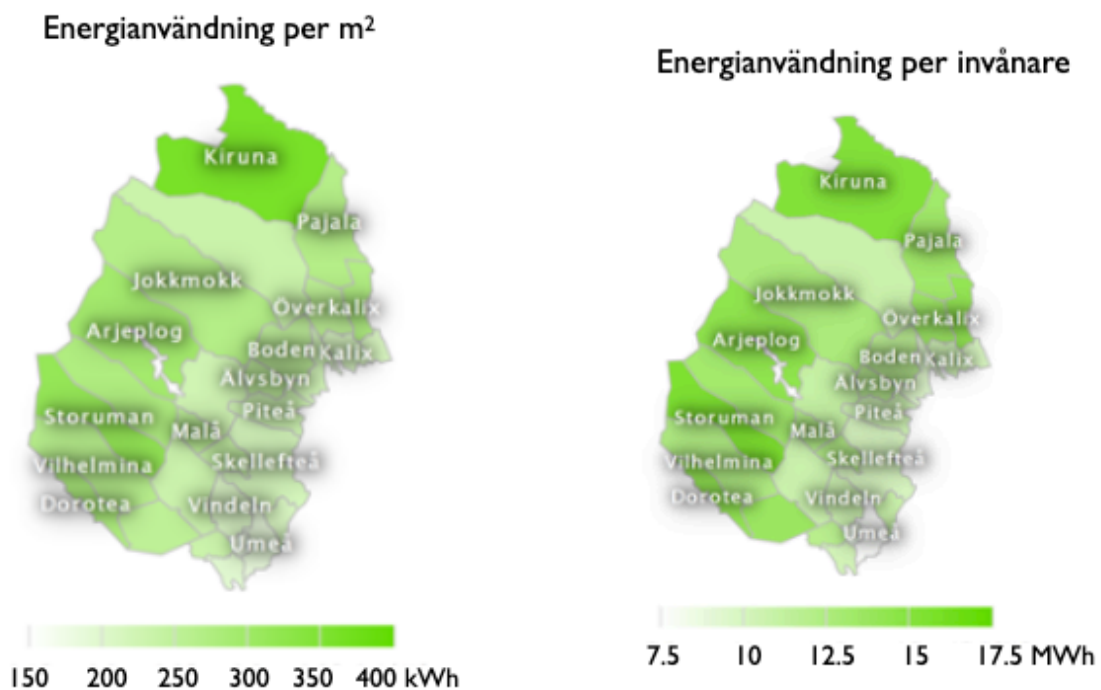 Energianvändning per m²
Kiruna
Pajala
Jokkmokk
Överkalix
Arjeplog
Boden Kalix
Älvsbyn
Piteå
Storuman
Malå
Vilhelmina
Skellefteå
Dorotea
Vindeln
Umeå
150 200 250 300 350 400 kWh
Energianvändning per invånare
Kiruna
Pajala
Jokkmokk
Överkalix
Arjeplog
Boden Kalix
Älvsbyn
Piteå
Storuman
Malå
Vilhelmina
Skellefteå
Dorotea
Vindeln
Umeå
7.5 10 12.5 15 17.5 MWh